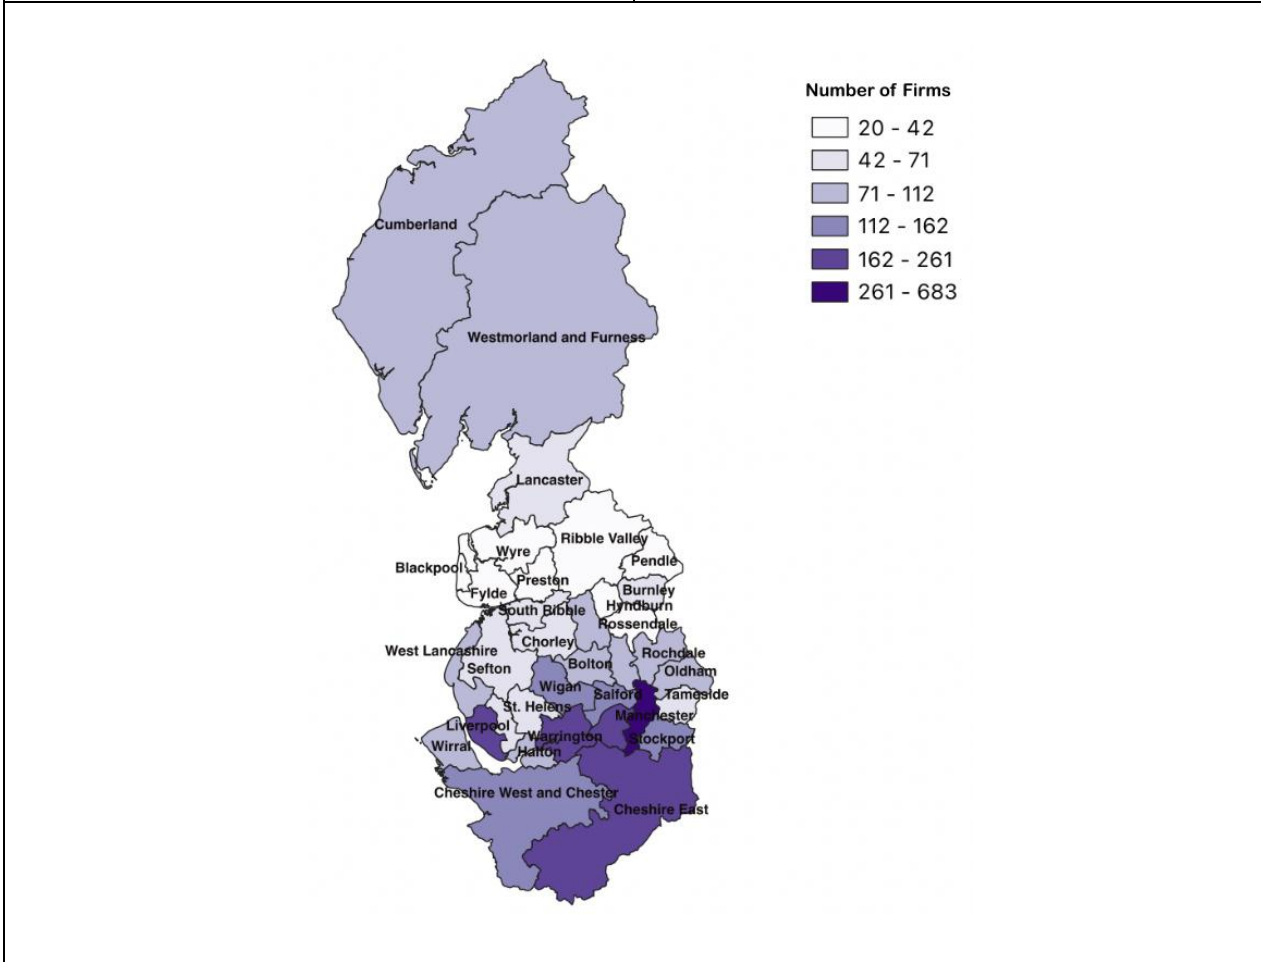 Number of Firms
20 - 42
42 - 71
71 - 112
112 - 162
162 - 261
261 - 683
Cumberland
Westmorland and Furness
Lancaster
Ribble Valley
Wyre
Pendle
Blackpool
Preston
Burnley
Fylde
Hyndburn
South Ribble
Rossendale
Chorley
West Lancashire
Rochdale
Bolton
Sefton
Oldham
Wigan
Salford
Tameside
St. Helens
Manchester
Liverpool
Warrington
Stockport
Wirral
Halton
Cheshire West and Chester
Cheshire East